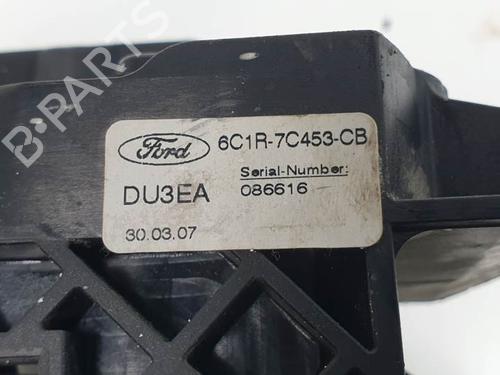 B-PARTS
Ford 6C1R-7C453-CB
DU3EA
Serial-Number:
086616
30.03.07